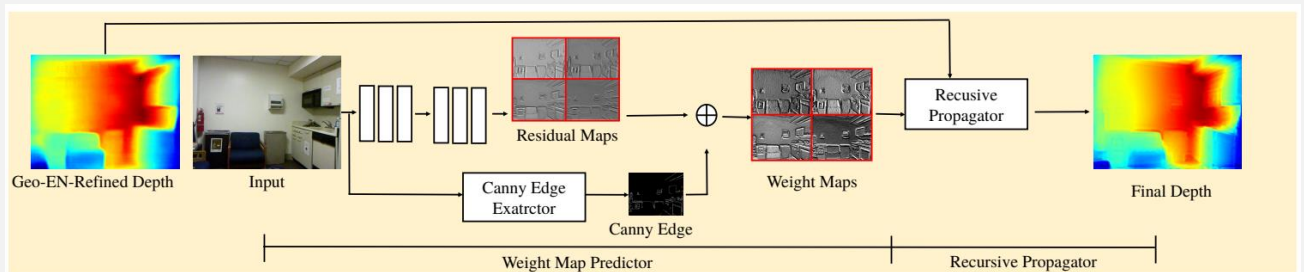 Geo-EN-Refined Depth
Input
Residual Maps
Canny Edge
Exatrctor
Canny Edge
Weight Maps
Recusive
Propagator
Final Depth
Weight Map Predictor
Recursive Propagator